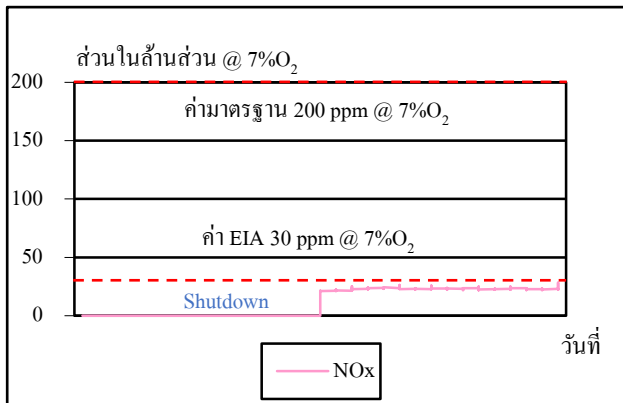 ส่วนในล้านส่วน @ 7%O₂
200
ค่ามาตรฐาน 200 ppm @ 7%O₂
150
100
ค่า EIA 30 ppm @ 7%O₂
50
Shutdown
0
วันที่
NOx